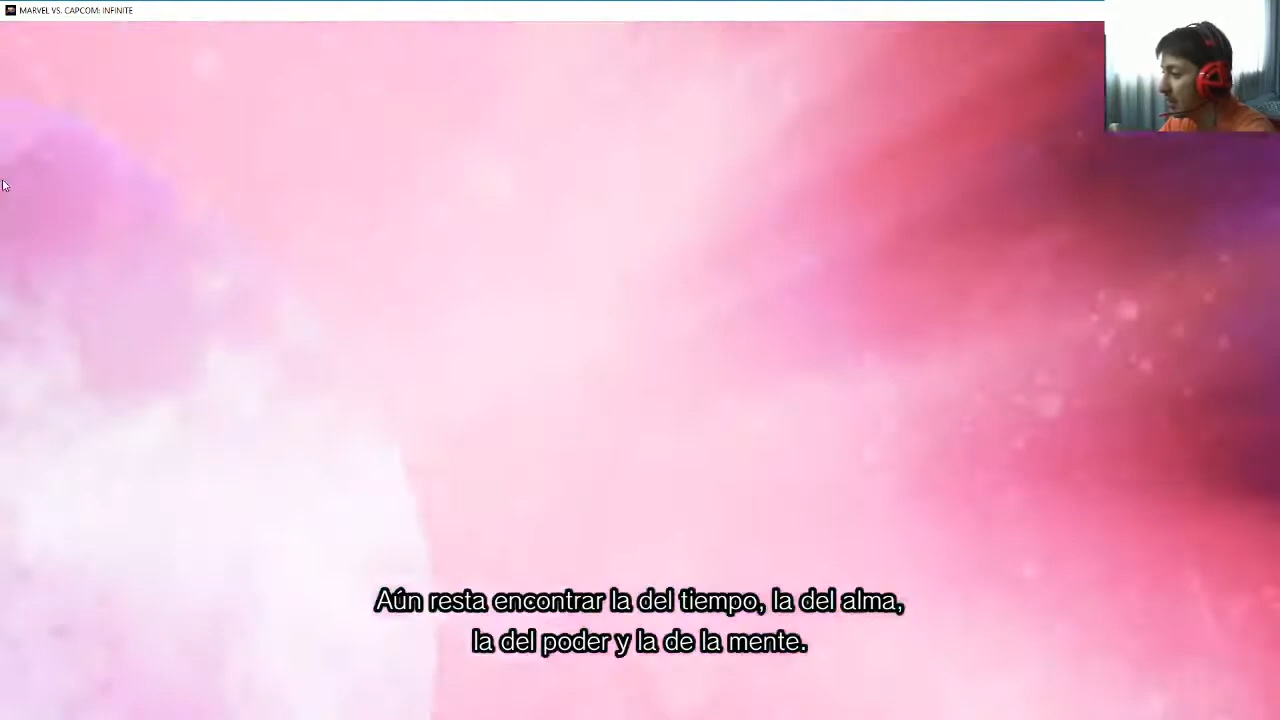 MARVEL VS. CAPCOM: INFINITE
Aún resta encontrar la del tiempo, la del alma,
la del poder y la de la mente.